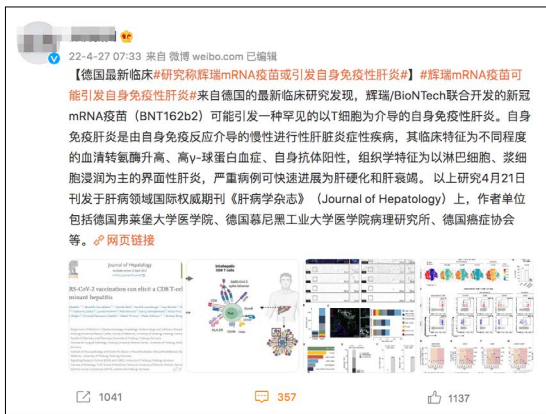 22-4-27 07:33 来自 微博 weibo.com 已编辑
【德国最新临床#研究称辉瑞mRNA疫苗或引发自身免疫性肝炎#】#辉瑞mRNA疫苗可
能引发自身免疫性肝炎#来自德国的最新临床研究发现，辉瑞/BioNTech联合开发的新冠
mRNA疫苗（BNT162b2）可能引发一种罕见的以T细胞为介导的自身免疫性肝炎。自身
免疫肝炎是由自身免疫反应介导的慢性进行性肝脏炎症性疾病，其临床特征为不同程度
的血清转氨酶升高、高γ-球蛋白血症、自身抗体阳性，组织学特征为以淋巴细胞、浆细
胞浸润为主的界面性肝炎，严重病例可快速进展为肝硬化和肝衰竭。 以上研究4月21日
刊发于肝病领域国际权威期刊《肝病学杂志》（Journal of Hepatology）上，作者单位
包括德国弗莱堡大学医学院、德国慕尼黑工业大学医学院病理研究所、德国癌症协会
等。网页链接
Journal of Hepatology
RS-CoV-2 vaccination can elicit a CD8 T-cel
minant hepatitis
Intrahepatic
CD8 T cells
1041
357
1137